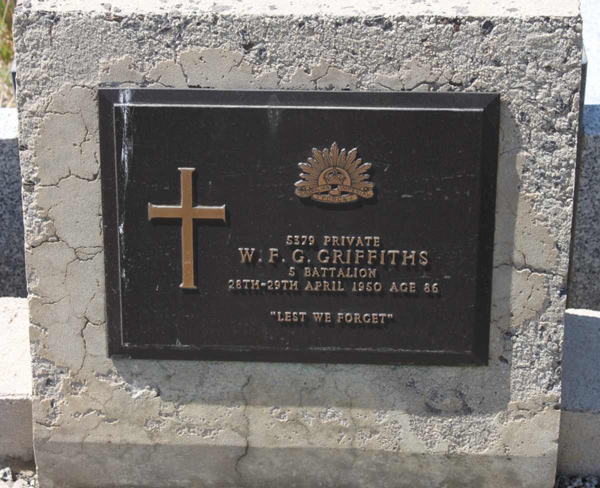 5379 PRIVATE
W. F. G. GRIFFITHS
5 BATTALION
28TH-29TH APRIL 1950 AGE 86
"LEST WE FORGET"